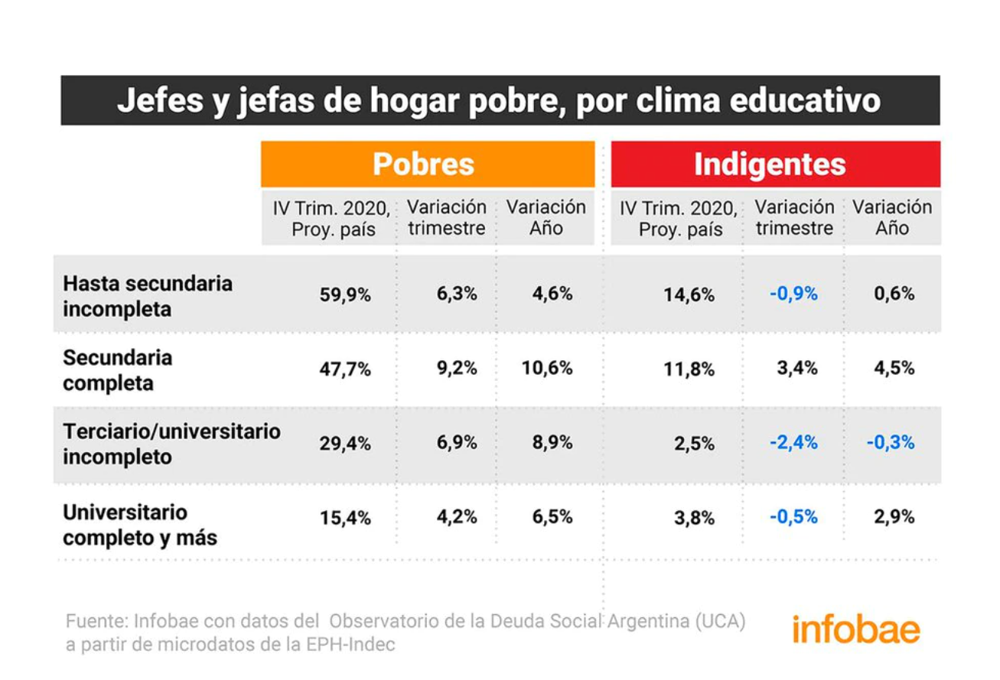 Jefes y jefas de hogar pobre, por clima educativo
Pobres
Indigentes
IV Trim. 2020,
Proy. país
Variación
trimestre
Variación
Año
IV Trim. 2020,
Proy. país
Variación
trimestre
Variación
Año
Hasta secundaria
incompleta
59,9% 6,3% 4,6% 14,6% -0,9% 0,6%
Secundaria
completa
47,7% 9,2% 10,6% 11,8% 3,4% 4,5%
Terciario/universitario
incompleto
29,4% 6,9% 8,9% 2,5% -2,4% -0,3%
Universitario
completo y más
15,4% 4,2% 6,5% 3,8% -0,5% 2,9%
Fuente: Infobae con datos del Observatorio de la Deuda Social Argentina (UCA)
a partir de microdatos de la EPH-Indec
infobae